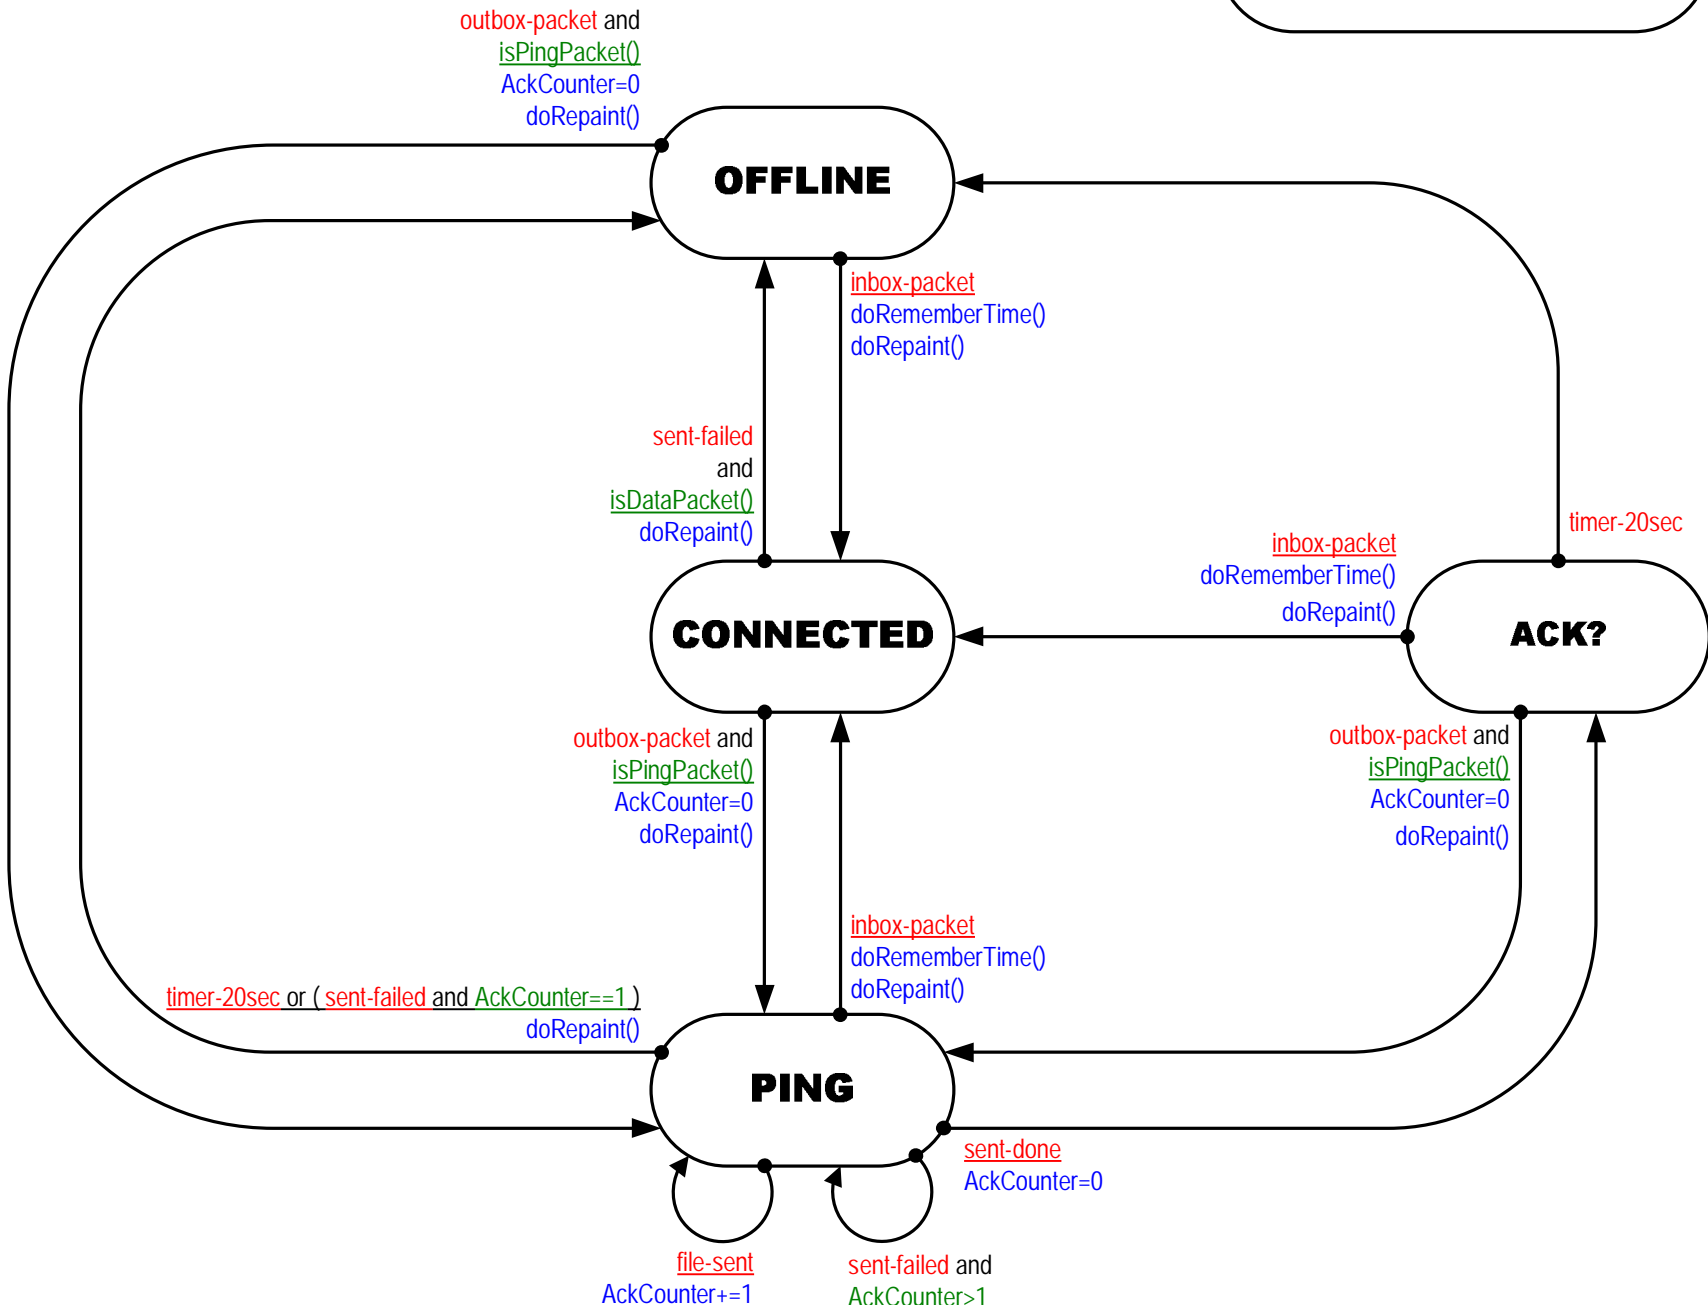 outbox-packet and
isPingPacket()
AckCounter=0
doRepaint()
OFFLINE
inbox-packet
doRememberTime()
doRepaint()
sent-failed
and
isDataPacket()
doRepaint()
timer-20sec
inbox-packet
doRememberTime()
doRepaint()
CONNECTED
ACK?
outbox-packet and
isPingPacket()
AckCounter=0
doRepaint()
outbox-packet and
isPingPacket()
AckCounter=0
doRepaint()
inbox-packet
doRememberTime()
doRepaint()
timer-20sec or ( sent-failed and AckCounter==1 )
doRepaint()
PING
sent-done
AckCounter=0
file-sent
AckCounter+=1
sent-failed and
AckCounter>1